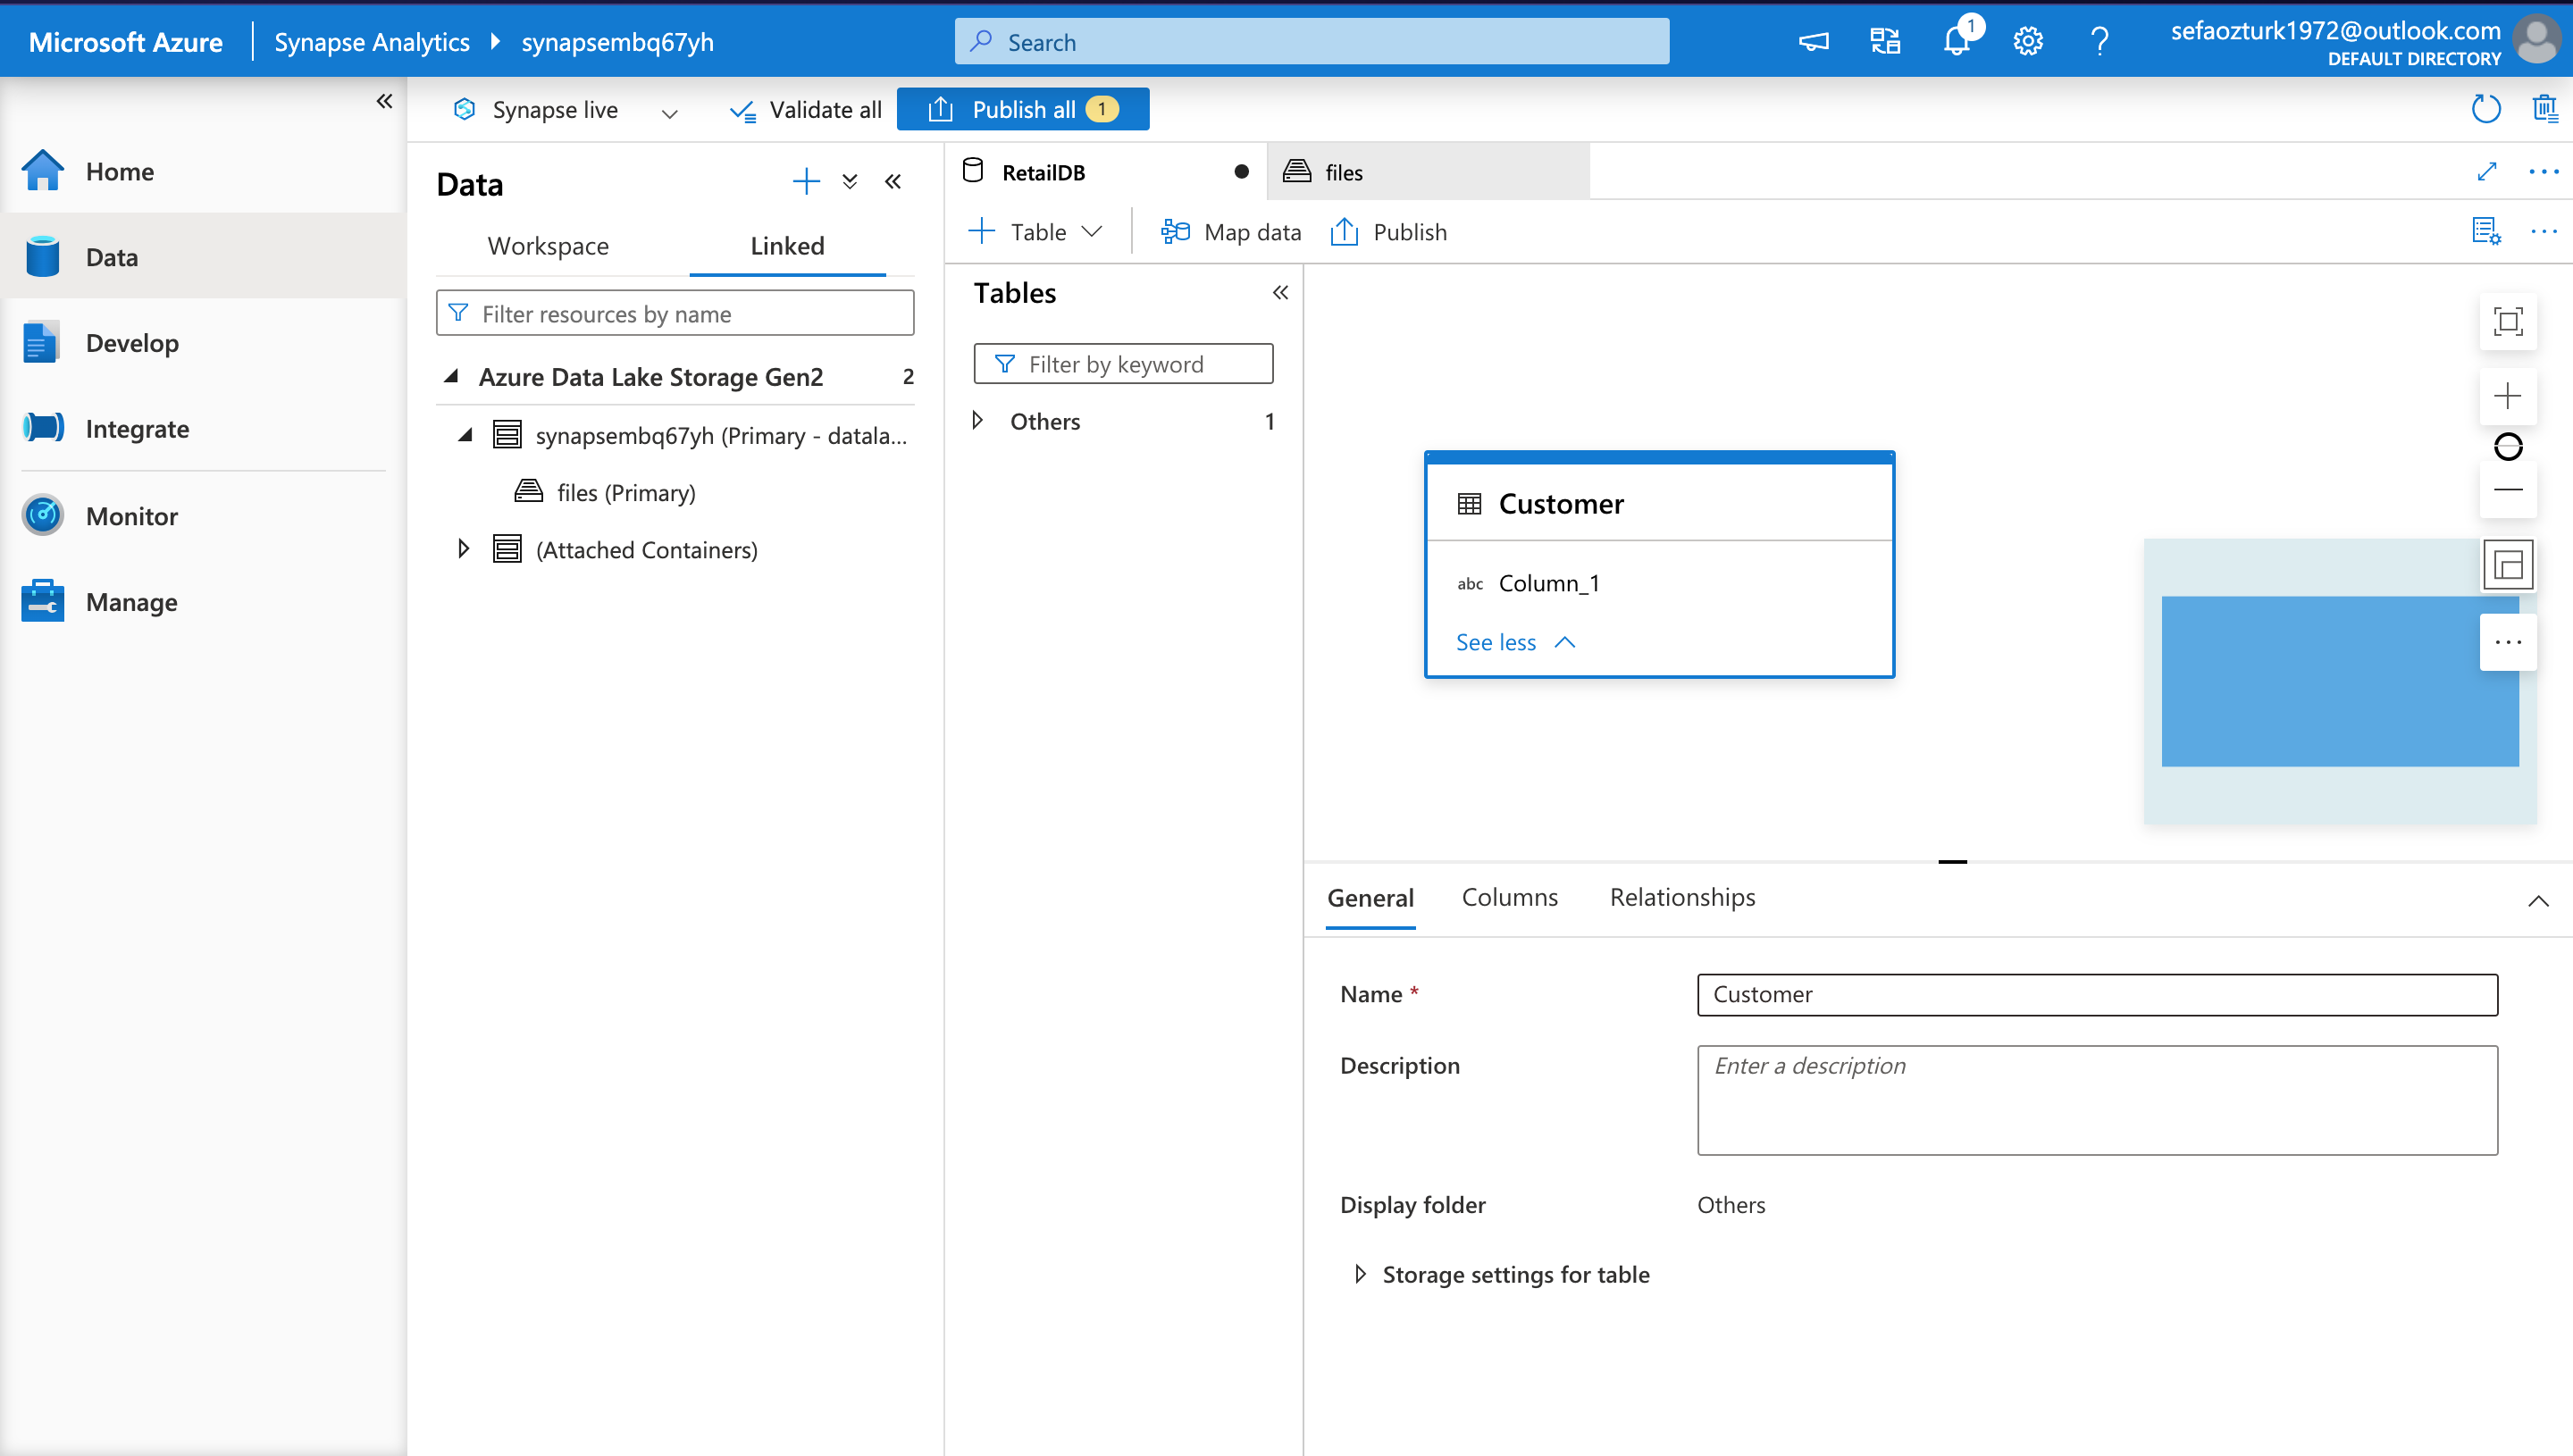 Microsoft Azure
Synapse Analytics
synapsembq67yh
Search
1
sefaozturk1972@outlook.com
DEFAULT DIRECTORY
Synapse live
Validate all
Publish all 1
Home
Data
Develop
Integrate
Monitor
Manage
Data
Workspace
Linked
Filter resources by name
Azure Data Lake Storage Gen2 2
synapsembq67yh (Primary - datala...
files (Primary)
(Attached Containers)
RetailDB
files
Table
Map data
Publish
Tables
Filter by keyword
Others 1
Customer
abc Column_1
See less
General
Columns
Relationships
Name *
Customer
Description
Enter a description
Display folder
Others
Storage settings for table